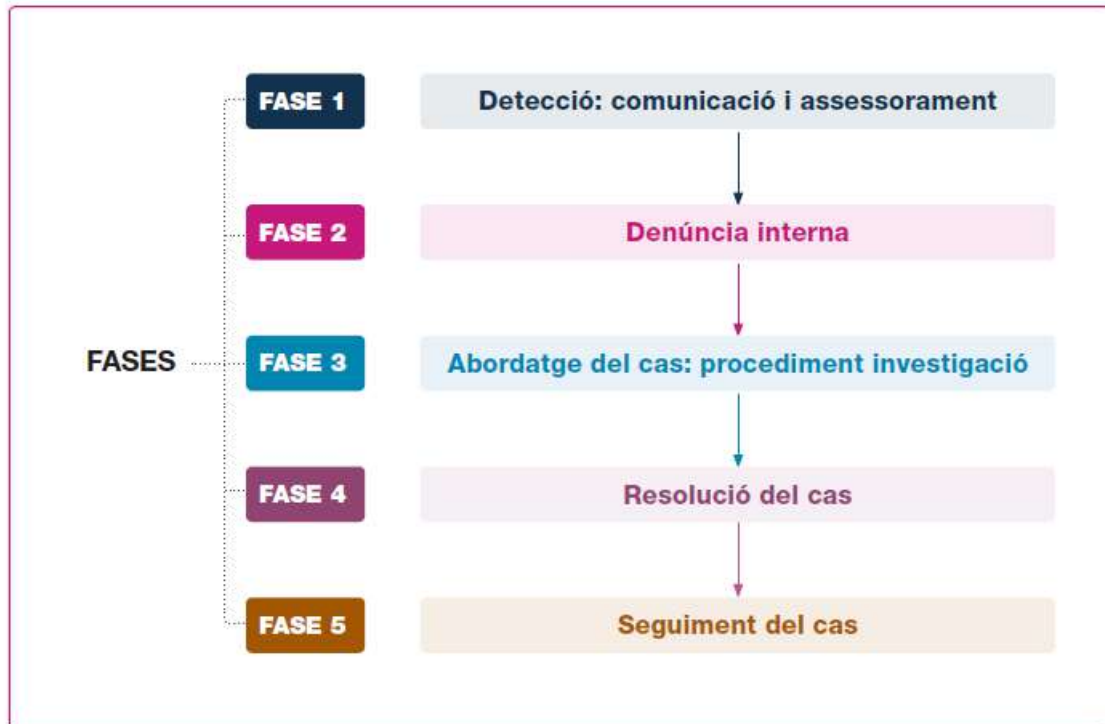 FASE 1
Detecció: comunicació i assessorament
FASE 2
Denúncia interna
FASES
FASE 3
Abordatge del cas: procediment investigació
FASE 4
Resolució del cas
FASE 5
Seguiment del cas